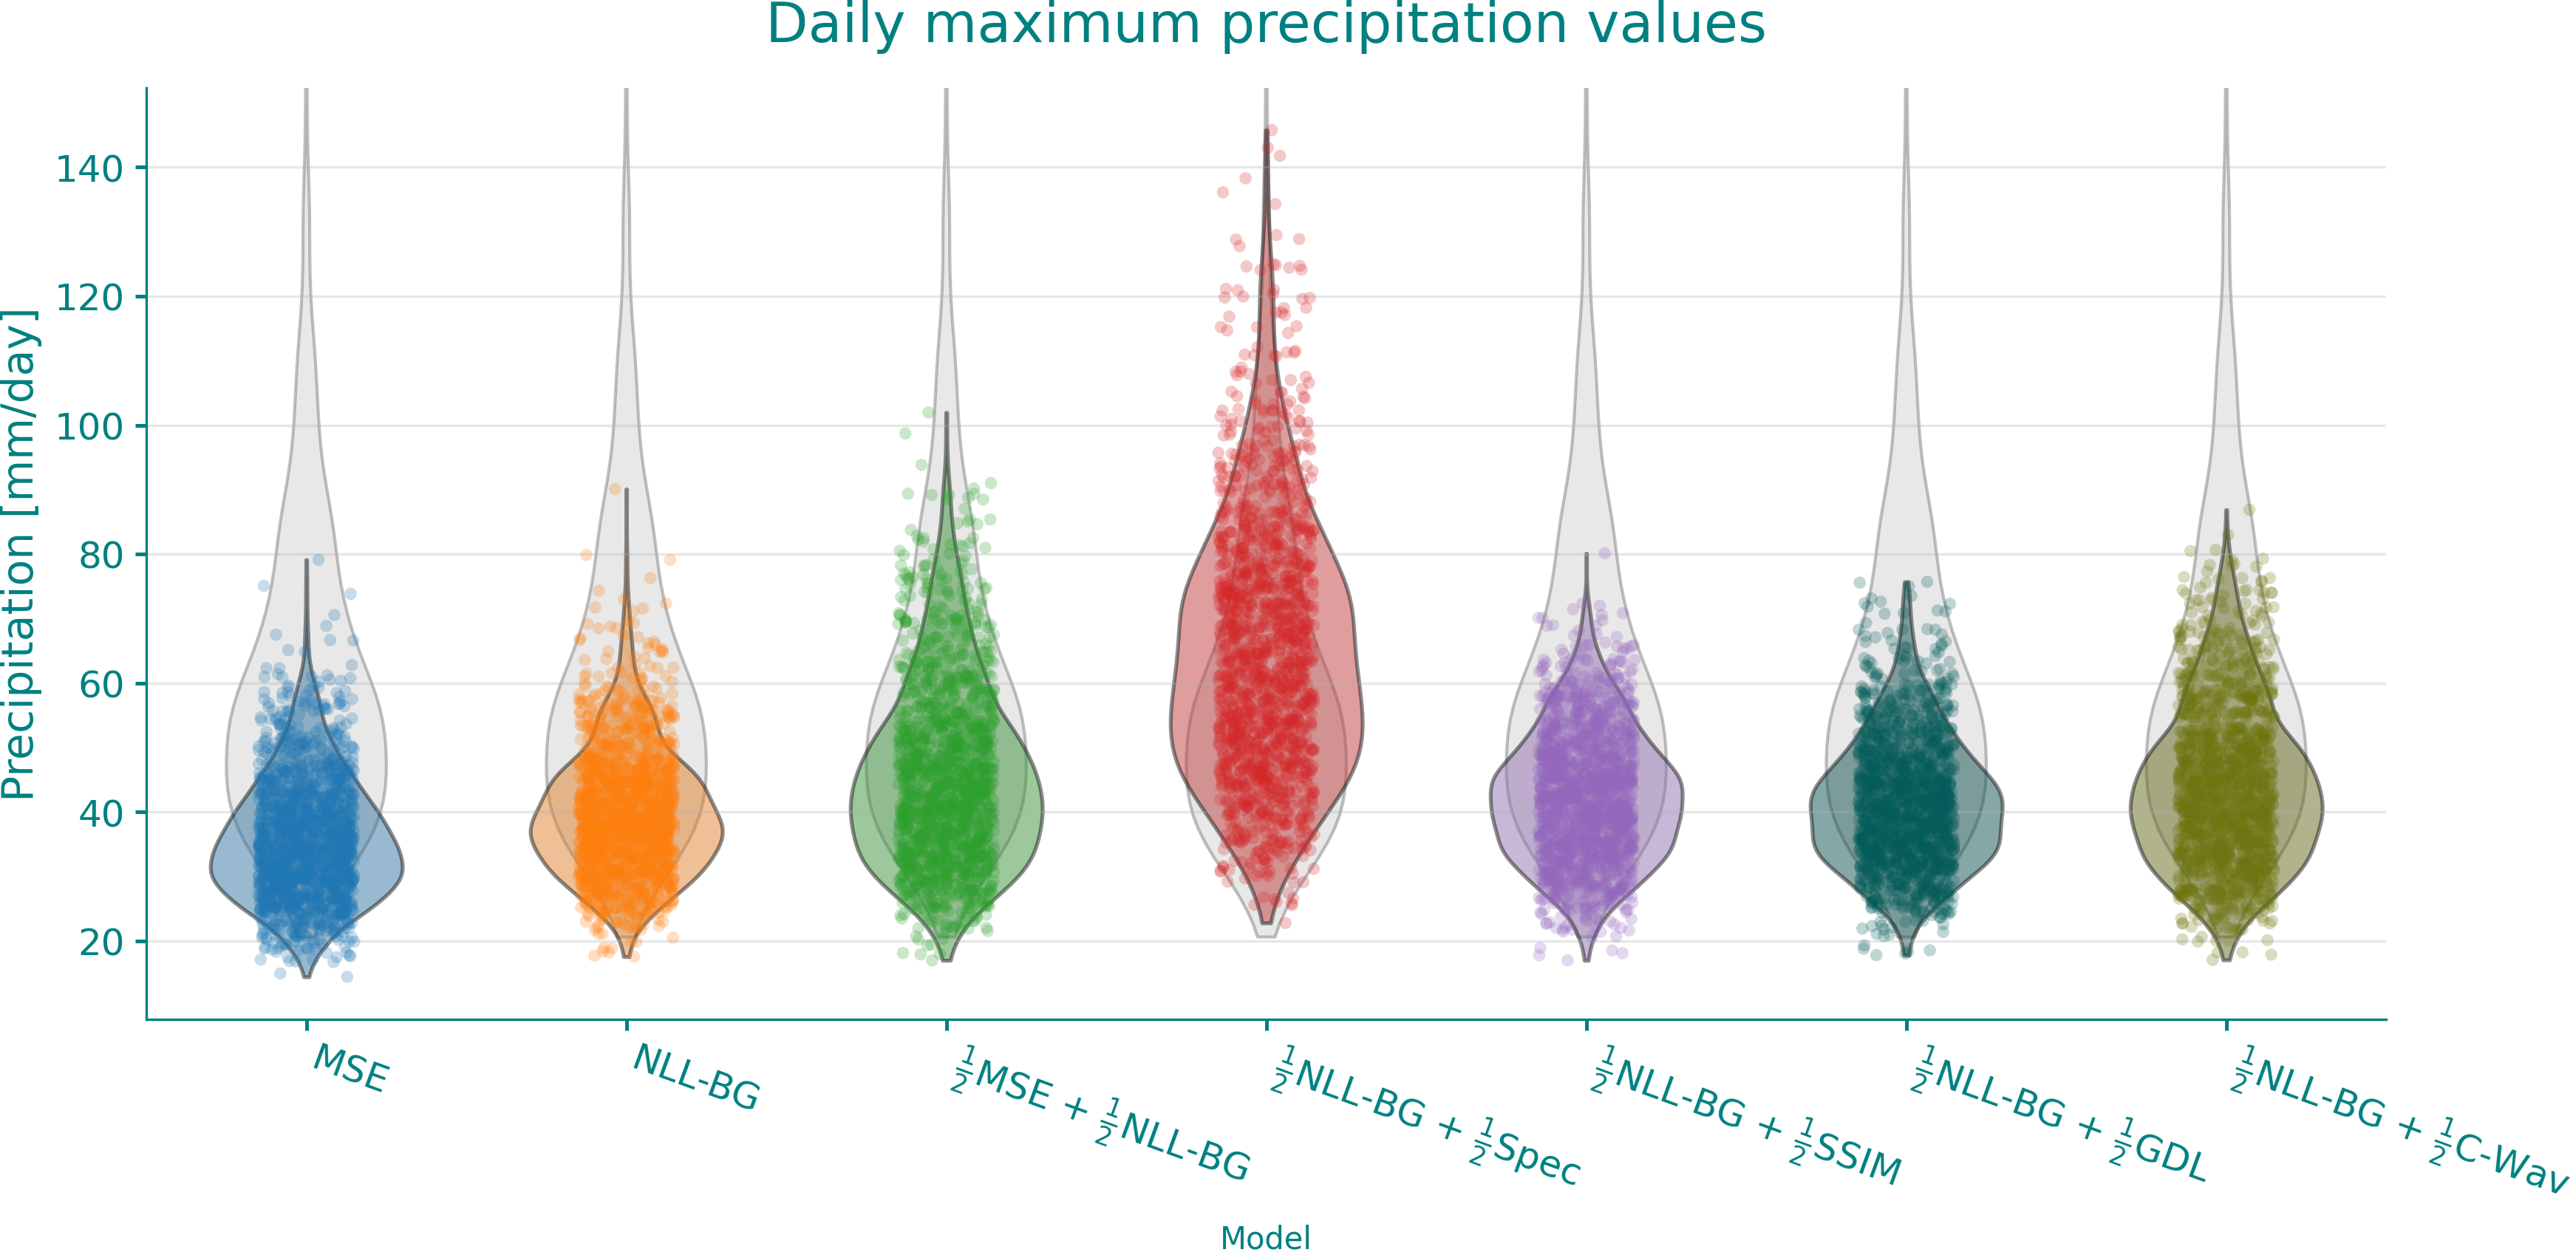 Daily maximum precipitation values
Precipitation [mm/day]
140
120
100
80
60
40
20
MSE
NLL-BG
½MSE + ½NLL-BG
½NLL-BG + ½Spec
½NLL-BG + ½SSIM
½NLL-BG + ½GDL
½NLL-BG + ½C-Wav
Model